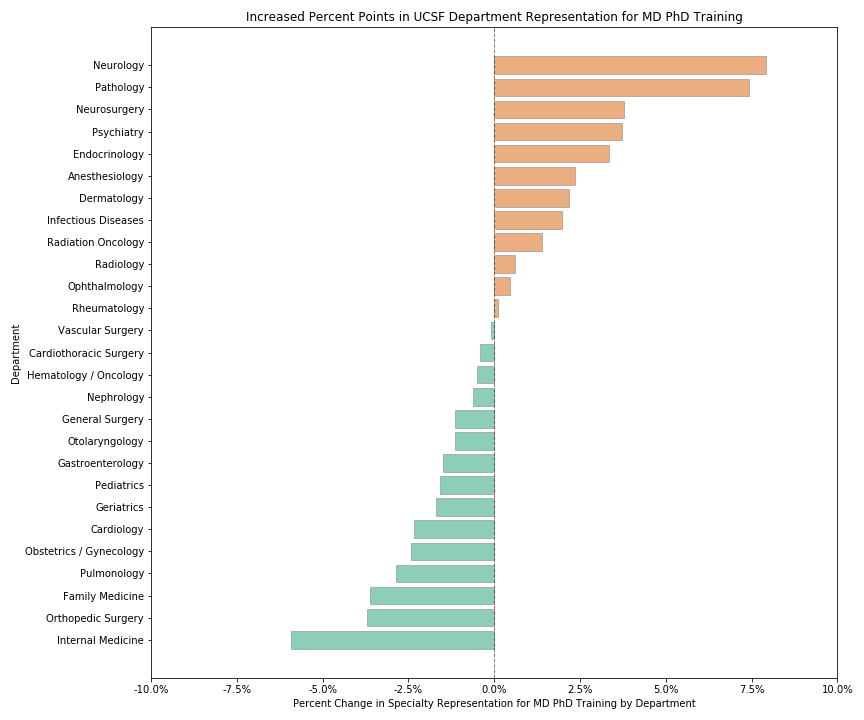 Increased Percent Points in UCSF Department Representation for MD PhD Training
Neurology
Pathology
Neurosurgery
Psychiatry
Endocrinology
Anesthesiology
Dermatology
Infectious Diseases
Radiation Oncology
Radiology
Ophthalmology
Rheumatology
Vascular Surgery
Cardiothoracic Surgery
Hematology / Oncology
Nephrology
General Surgery
Otolaryngology
Gastroenterology
Pediatrics
Geriatrics
Cardiology
Obstetrics / Gynecology
Pulmonology
Family Medicine
Orthopedic Surgery
Internal Medicine
Department
-10.0% -7.5% -5.0% -2.5% 0.0% 2.5% 5.0% 7.5% 10.0%
Percent Change in Specialty Representation for MD PhD Training by Department